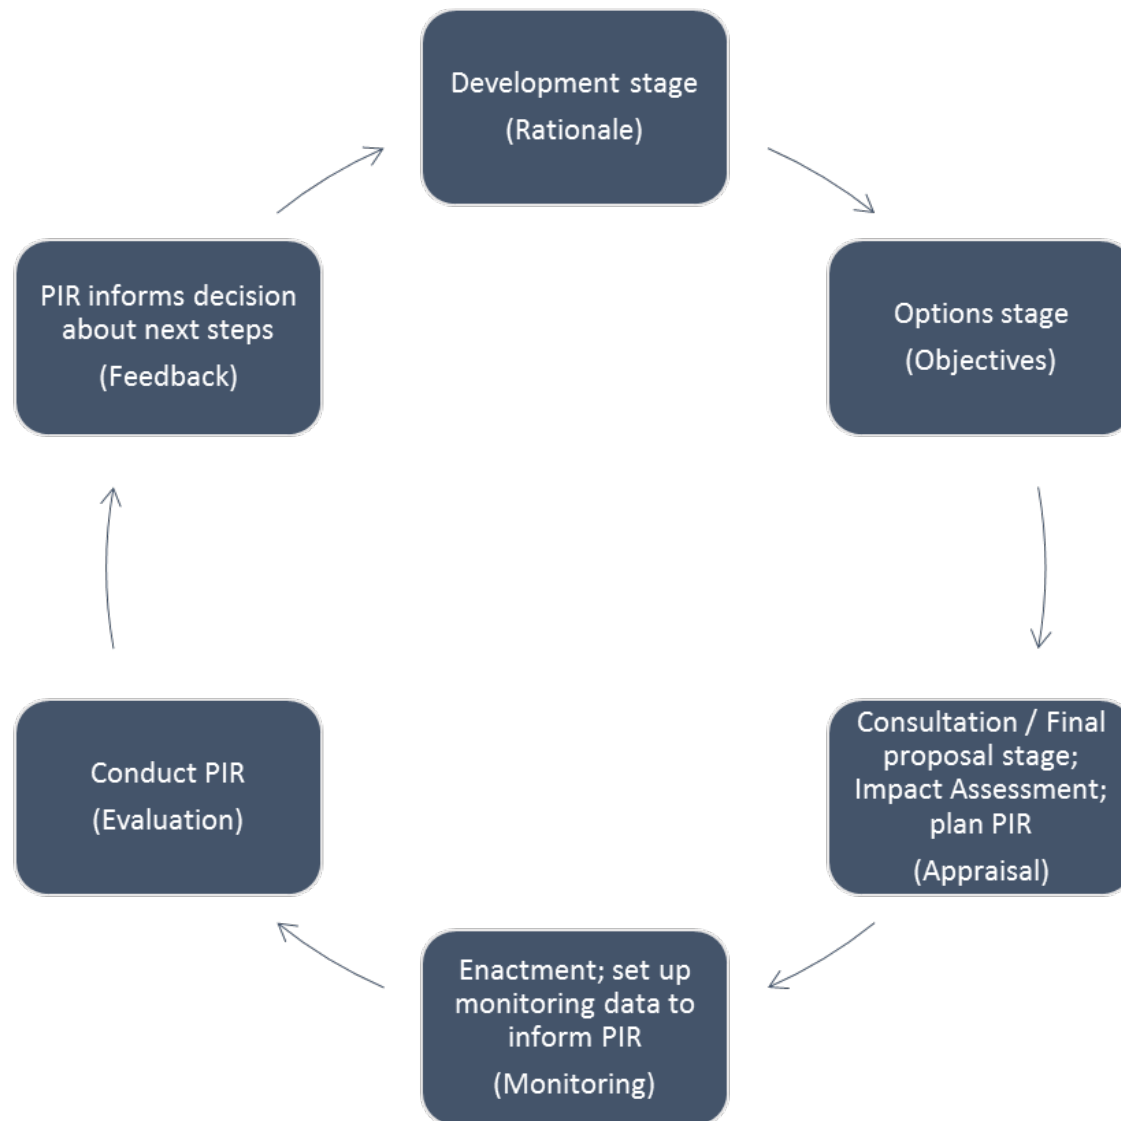 Development stage
(Rationale)
Options stage
(Objectives)
Consultation / Final
proposal stage;
Impact Assessment;
plan PIR
(Appraisal)
Enactment; set up
monitoring data to
inform PIR
(Monitoring)
Conduct PIR
(Evaluation)
PIR informs decision
about next steps
(Feedback)